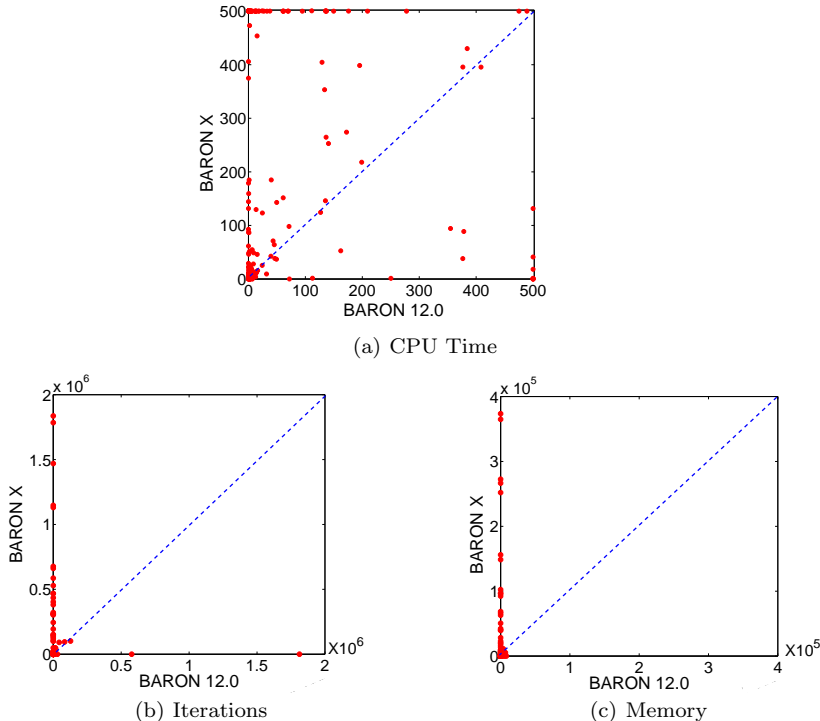 500
400
300
200
100
0
BARON X
0 100 200 300 400 500
BARON 12.0
(a) CPU Time
x 10^6
2
1.5
1
0.5
0
BARON X
0 0.5 1 1.5 2
X10^6
BARON 12.0
(b) Iterations
x 10^5
4
3
2
1
0
BARON X
0 1 2 3 4
X10^5
BARON 12.0
(c) Memory